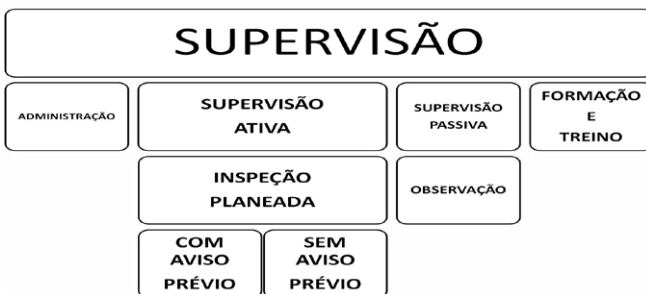 SUPERVISÃO
ADMINISTRAÇÃO
SUPERVISÃO
ATIVA
SUPERVISÃO
PASSIVA
FORMAÇÃO
E
TREINO
INSPEÇÃO
PLANEADA
OBSERVAÇÃO
COM
AVISO
PRÉVIO
SEM
AVISO
PRÉVIO